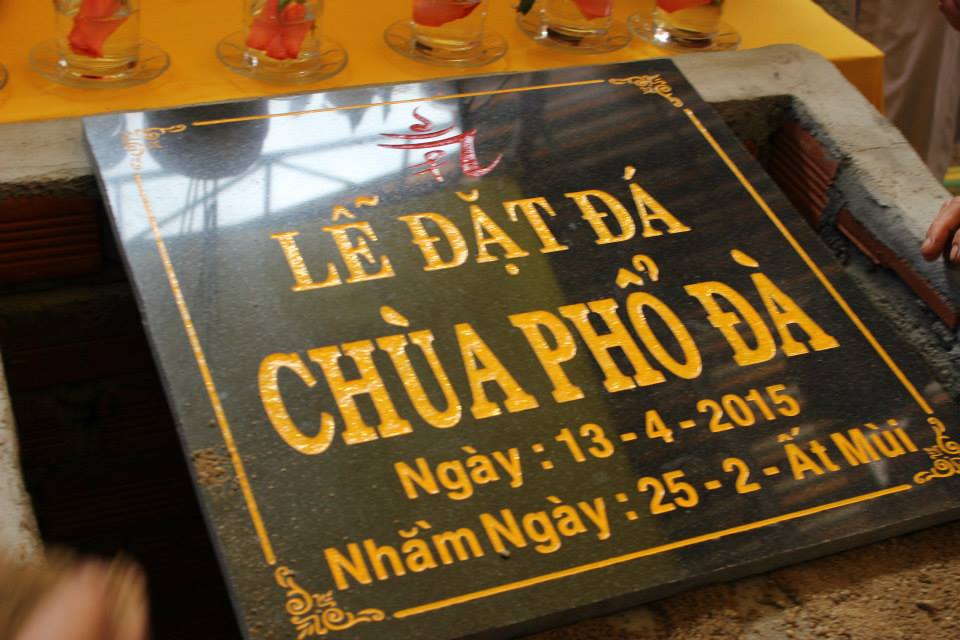 LỄ ĐẶT ĐÁ
CHÙA PHỔ ĐÀ
Ngày : 13 - 4 - 2015
Nhằm Ngày : 25 - 2 - Ất Mùi